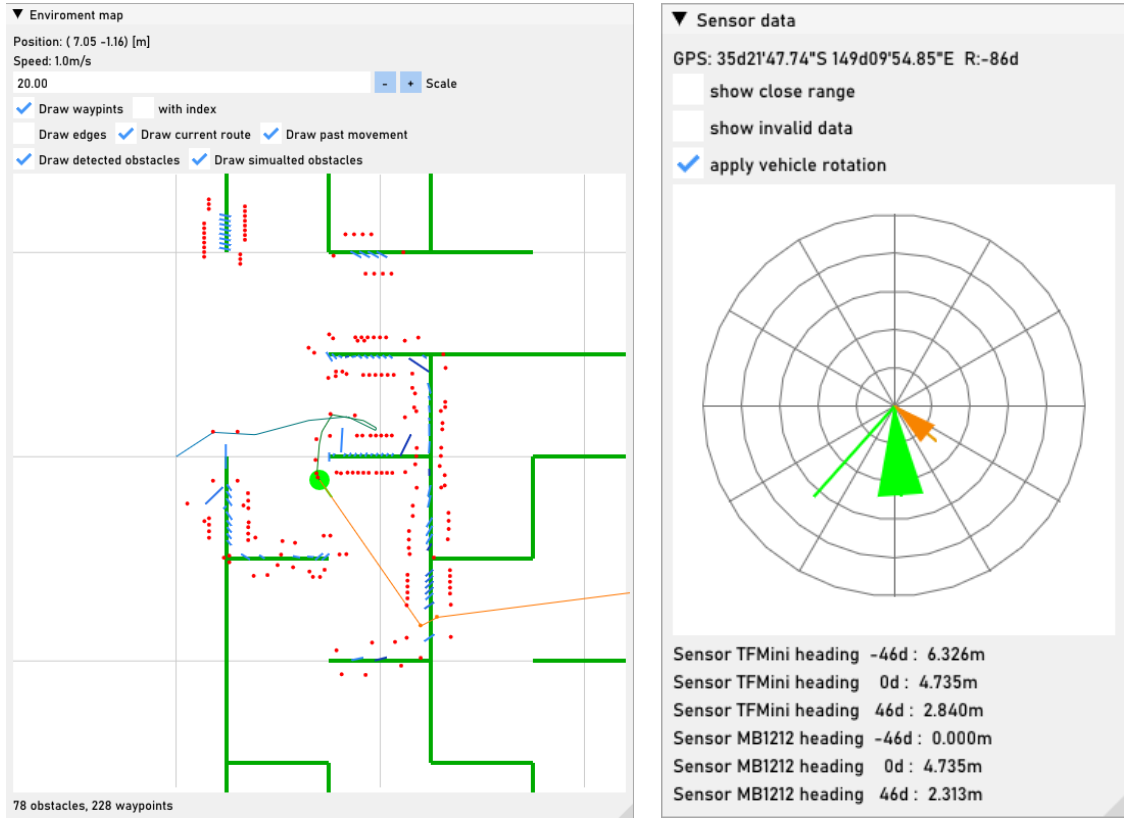 Enviroment map
Position: ( 7.05 -1.16) [m]
Speed: 1.0m/s
20.00 - + Scale
Draw waypints with index
Draw edges Draw current route Draw past movement
Draw detected obstacles Draw simualted obstacles
78 obstacles, 228 waypoints
Sensor data
GPS: 35d21'47.74"S 149d09'54.85"E R:-86d
show close range
show invalid data
apply vehicle rotation
Sensor TFMini heading -46d : 6.326m
Sensor TFMini heading 0d : 4.735m
Sensor TFMini heading 46d : 2.840m
Sensor MB1212 heading -46d : 0.000m
Sensor MB1212 heading 0d : 4.735m
Sensor MB1212 heading 46d : 2.313m